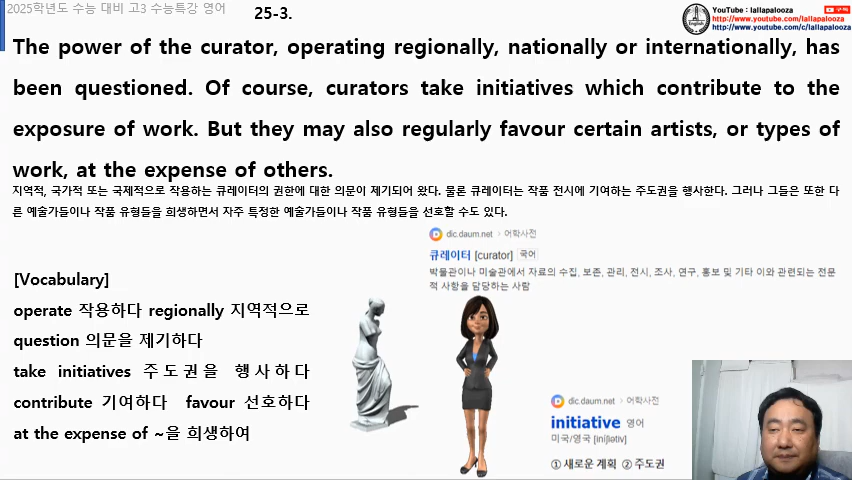 2025학년도 수능 대비 고3 수능특강 영어
25-3.
YouTube : lallapalooza
구독
http://www.youtube.com/lallapalooza
http://www.youtube.com/c/lallapalooza
The power of the curator, operating regionally, nationally or internationally, has
been questioned. Of course, curators take initiatives which contribute to the
exposure of work. But they may also regularly favour certain artists, or types of
work, at the expense of others.
지역적, 국가적 또는 국제적으로 작용하는 큐레이터의 권한에 대한 의문이 제기되어 왔다. 물론 큐레이터는 작품 전시에 기여하는 주도권을 행사한다. 그러나 그들은 또한 다
른 예술가들이나 작품 유형들을 희생하면서 자주 특정한 예술가들이나 작품 유형들을 선호할 수도 있다.
dic.daum.net › 어학사전
큐레이터 [curator] 국어
박물관이나 미술관에서 자료의 수집, 보존, 관리, 전시, 조사, 연구, 홍보 및 기타 이와 관련되는 전문
적 사항을 담당하는 사람
[Vocabulary]
operate 작용하다 regionally 지역적으로
question 의문을 제기하다
take initiatives 주도권을 행사하다
contribute 기여하다 favour 선호하다
at the expense of ~을 희생하여
dic.daum.net › 어학사전
initiative 영어
미국/영국 [iníʃiətiv]
① 새로운 계획 ② 주도권